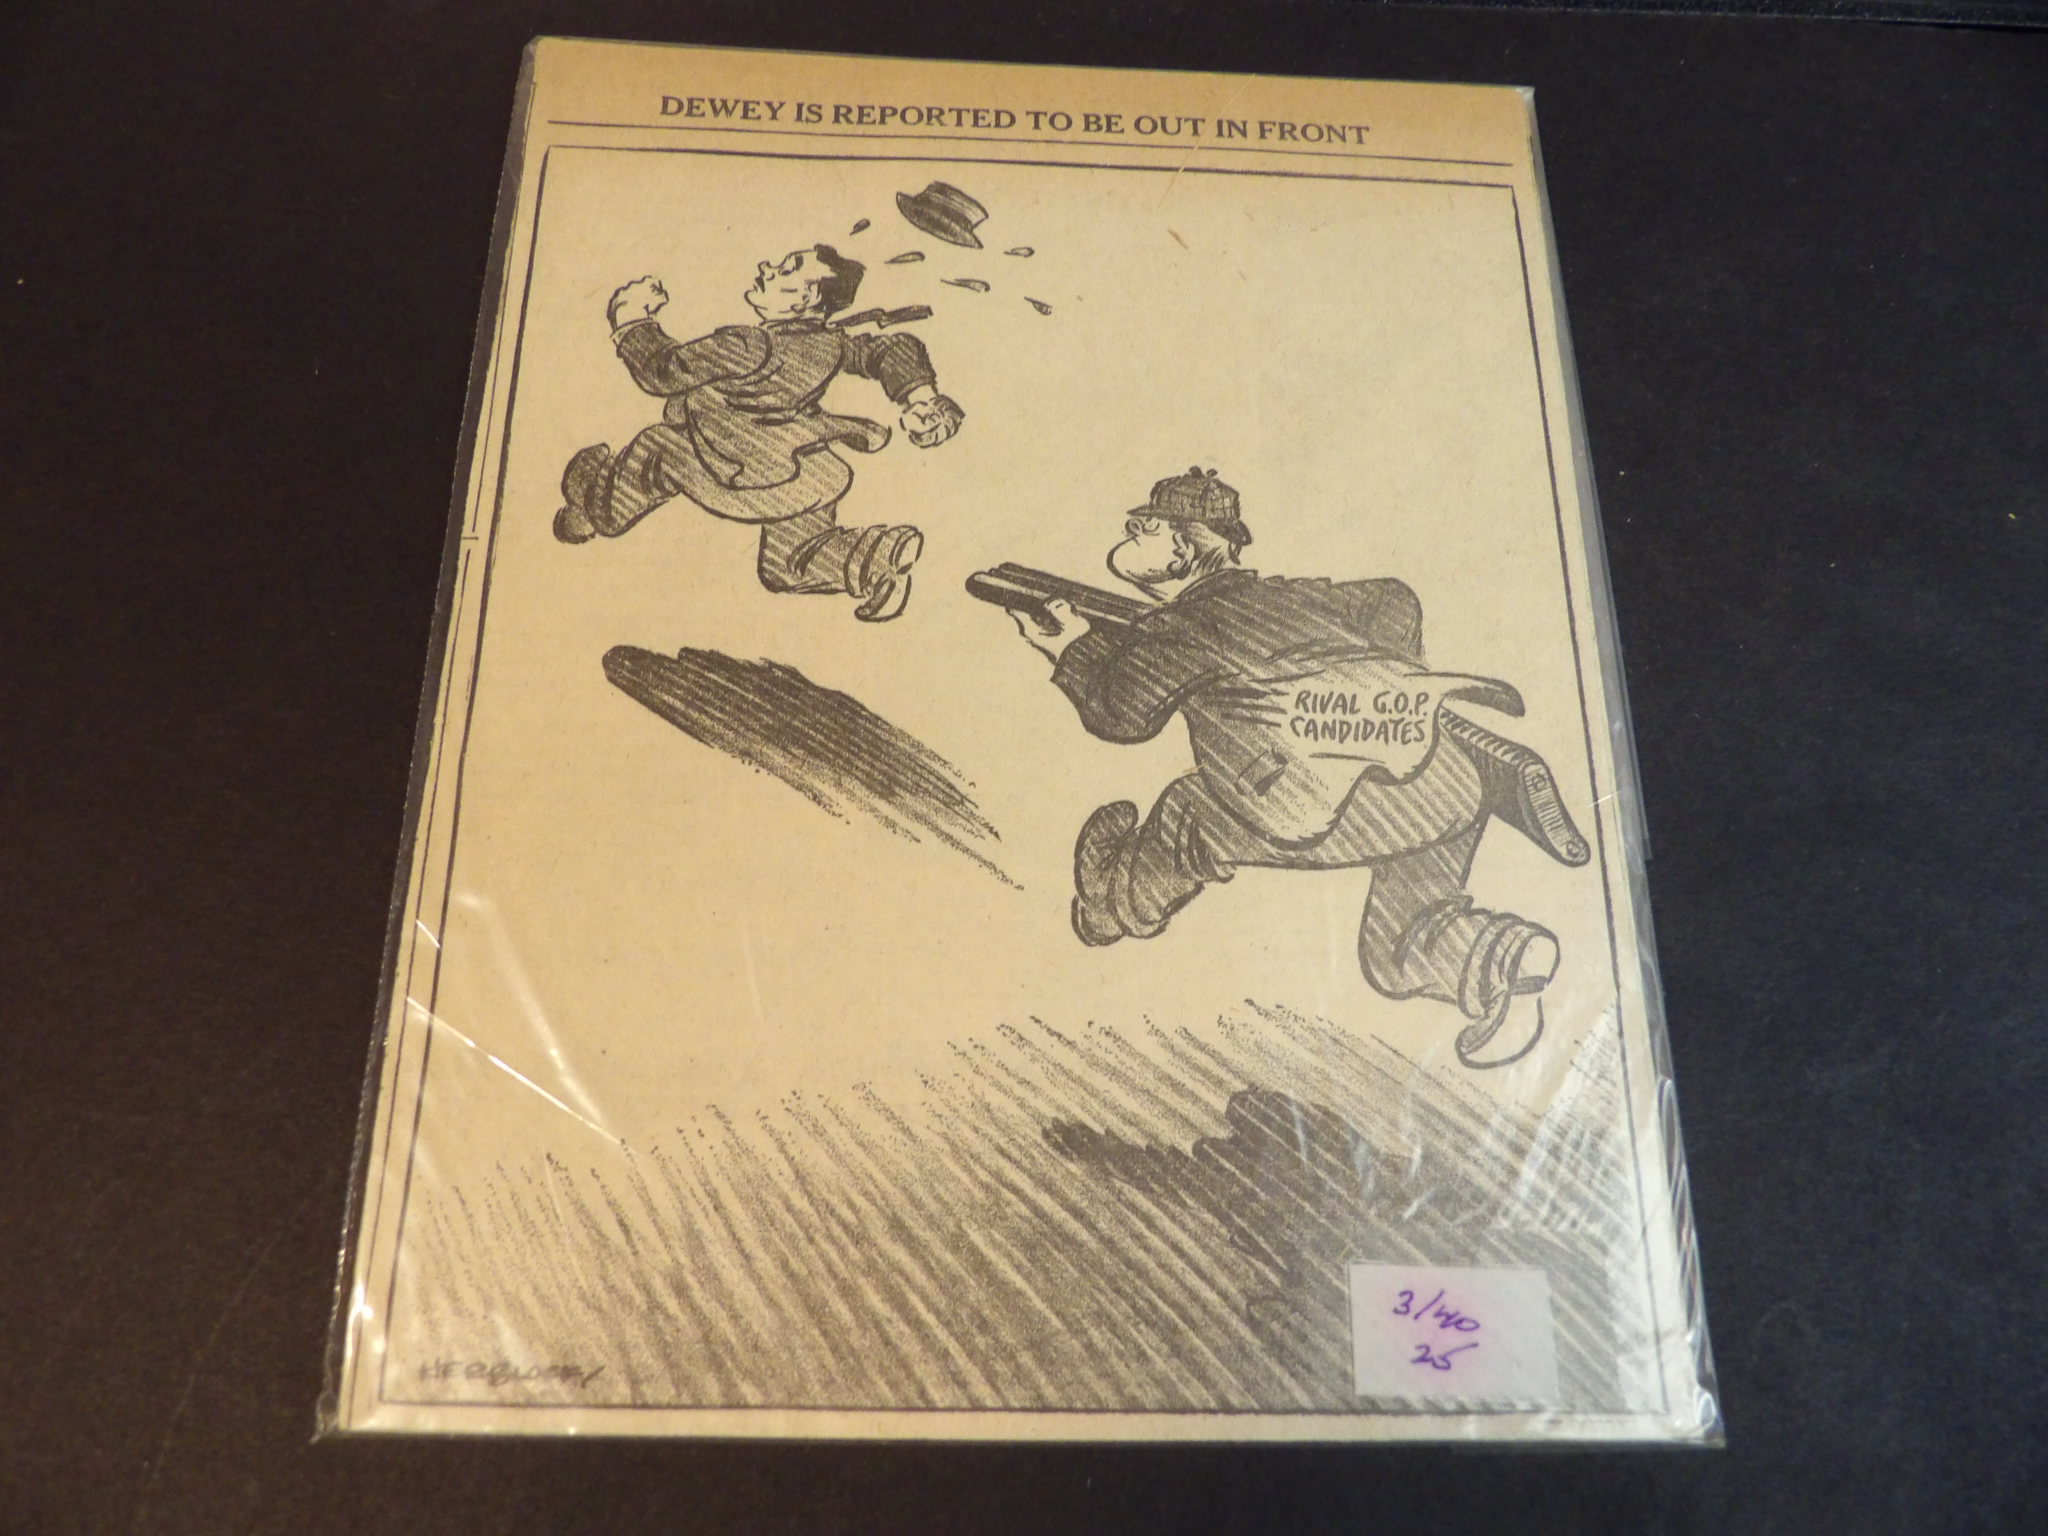 DEWEY IS REPORTED TO BE OUT IN FRONT
RIVAL G.O.P.
CANDIDATES
HERBLOCK
3/40
25